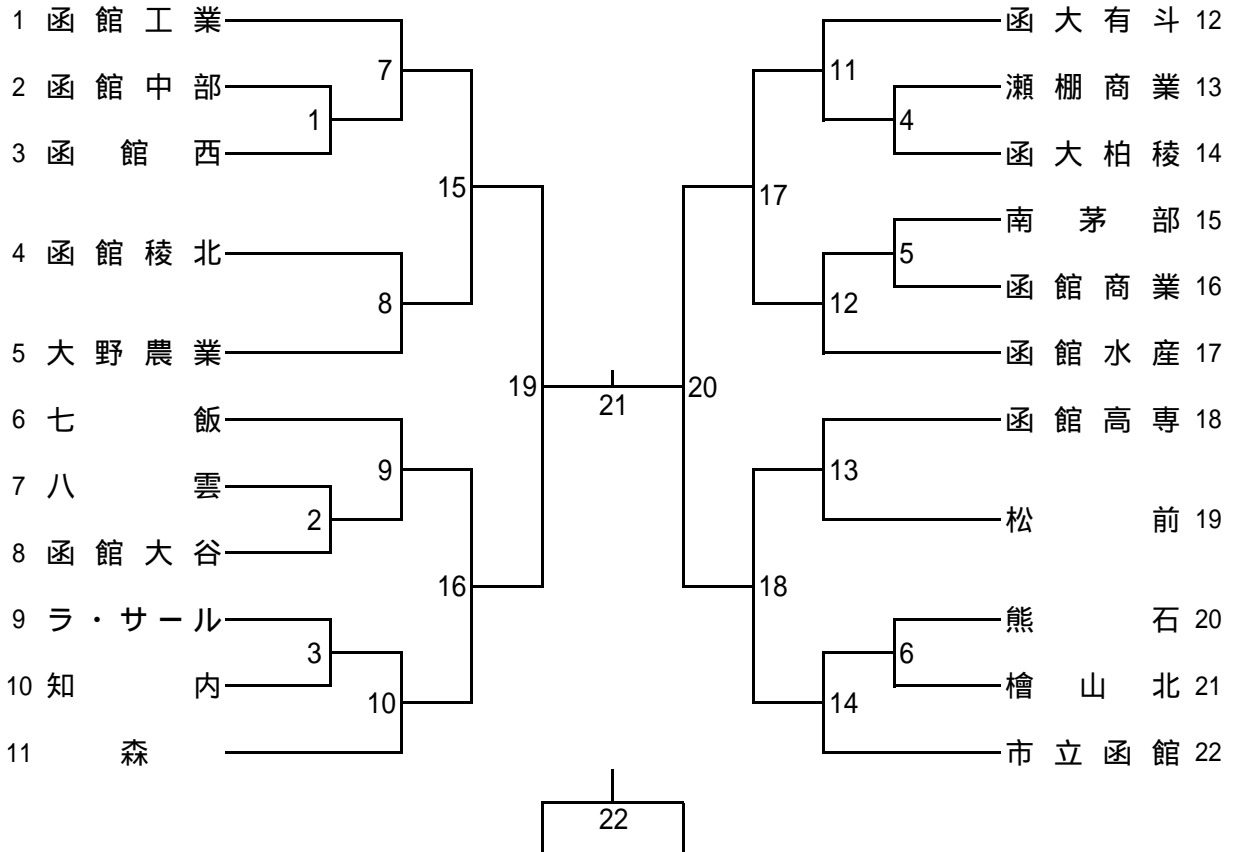 1 函館工業
函大有斗 12
7
11
2 函館中部
瀬棚商業 13
1
4
3 函館西
函大柏稜 14
15
17
南茅部 15
4 函館稜北
5
函館商業 16
8
12
5 大野農業
函館水産 17
19
21
20
6 七飯
函館高専 18
9
13
7 八雲
2
松前 19
8 函館大谷
16
18
9 ラ・サール
熊石 20
3
6
10 知内
檜山北 21
10
14
11 森
市立函館 22
22